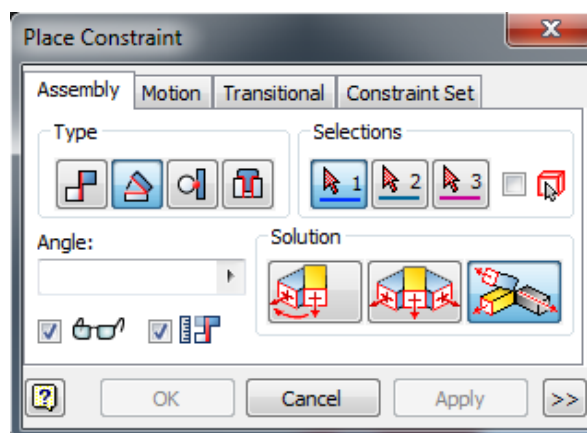 Place Constraint
Assembly Motion Transitional Constraint Set
Type Selections
1 2 3
Angle: Solution
OK Cancel Apply >>